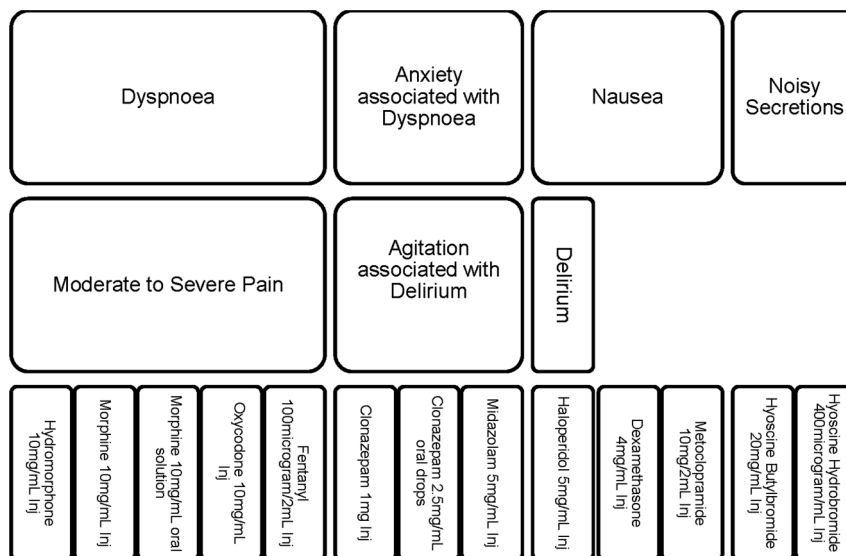 Dyspnoea
Anxiety
associated with
Dyspnoea
Nausea
Noisy
Secretions
Moderate to Severe Pain
Agitation
associated with
Delirium
Delirium
Hydromorphone
10mg/mL Inj
Morphine 10mg/mL Inj
Morphine 10mg/mL oral
solution
Oxycodone 10mg/mL
Inj
Fentanyl
100microgram/2mL Inj
Clonazepam 1mg Inj
Clonazepam 2.5mg/mL
oral drops
Midazolam 5mg/mL Inj
Haloperidol 5mg/mL Inj
Dexamethasone
4mg/mL Inj
Metoclopramide
10mg/2mL Inj
Hyoscine Butylbromide
20mg/mL Inj
Hyoscine Hydrobromide
400microgram/mL Inj